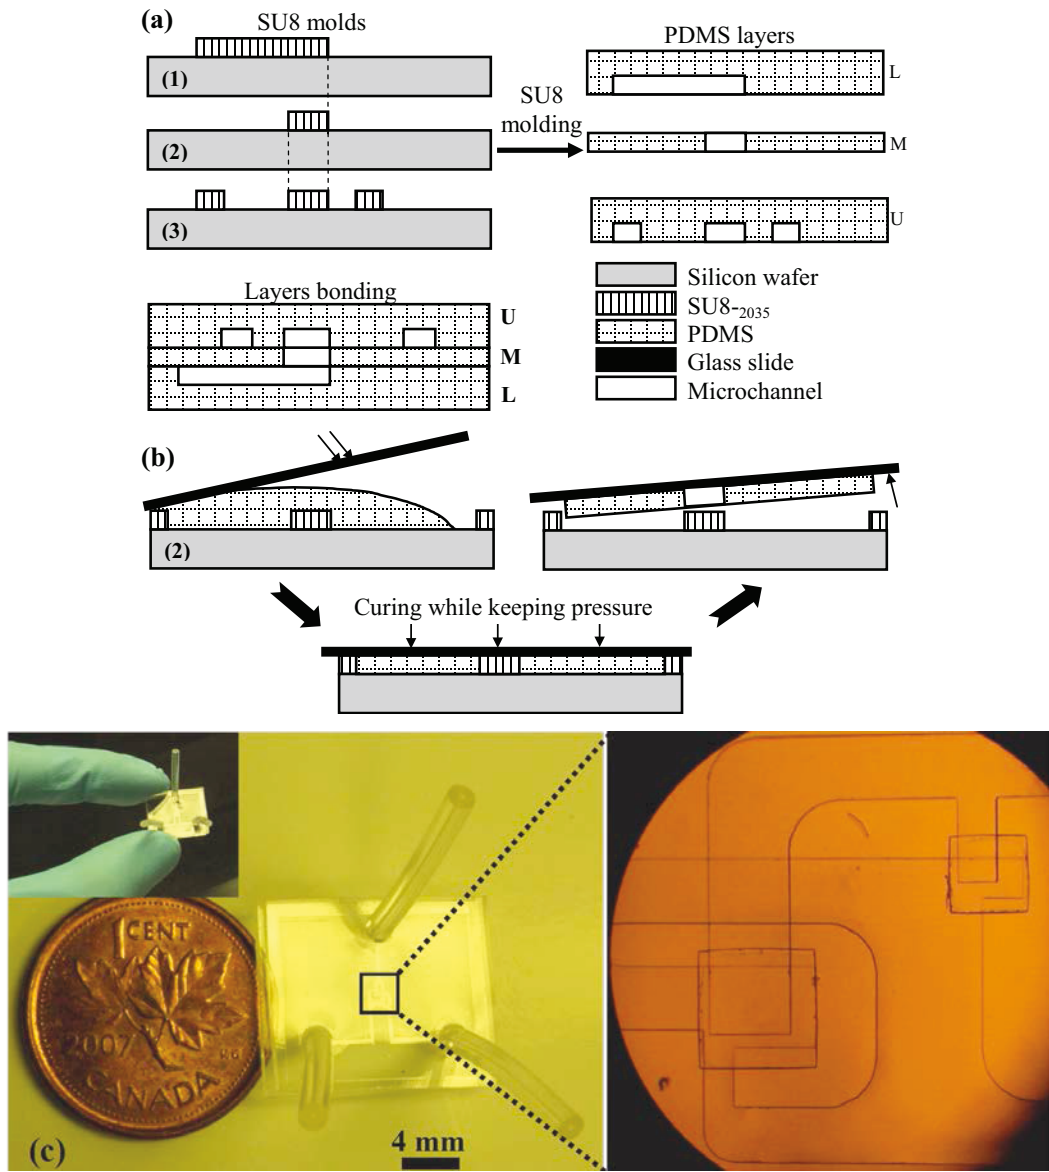 (a)
SU8 molds
(1)
(2)
(3)
SU8
molding
PDMS layers
L
M
U
Layers bonding
U
M
L
Silicon wafer
SU8-2035
PDMS
Glass slide
Microchannel
(b)
(2)
Curing while keeping pressure
1
CENT
2007
CANADA
4 mm
(c)